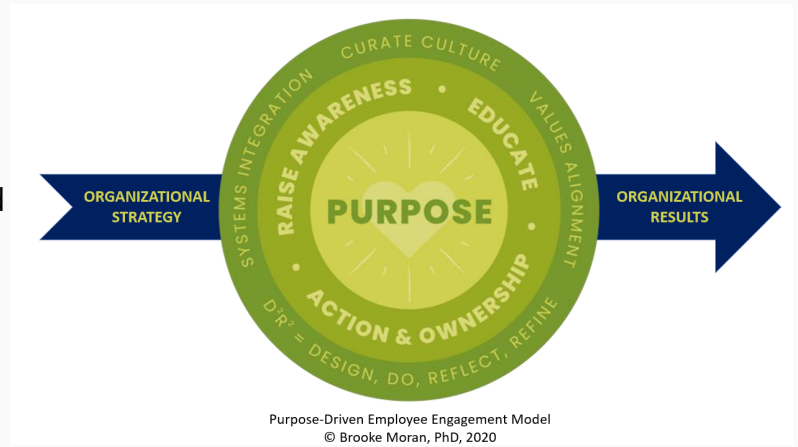 CURATE CULTURE
SYSTEMS INTEGRATION
VALUES ALIGNMENT
RAISE AWARENESS • EDUCATE •
ORGANIZATIONAL
STRATEGY
PURPOSE
ORGANIZATIONAL
RESULTS
ACTION & OWNERSHIP •
D²R² = DESIGN, DO, REFLECT, REFINE
Purpose-Driven Employee Engagement Model
© Brooke Moran, PhD, 2020